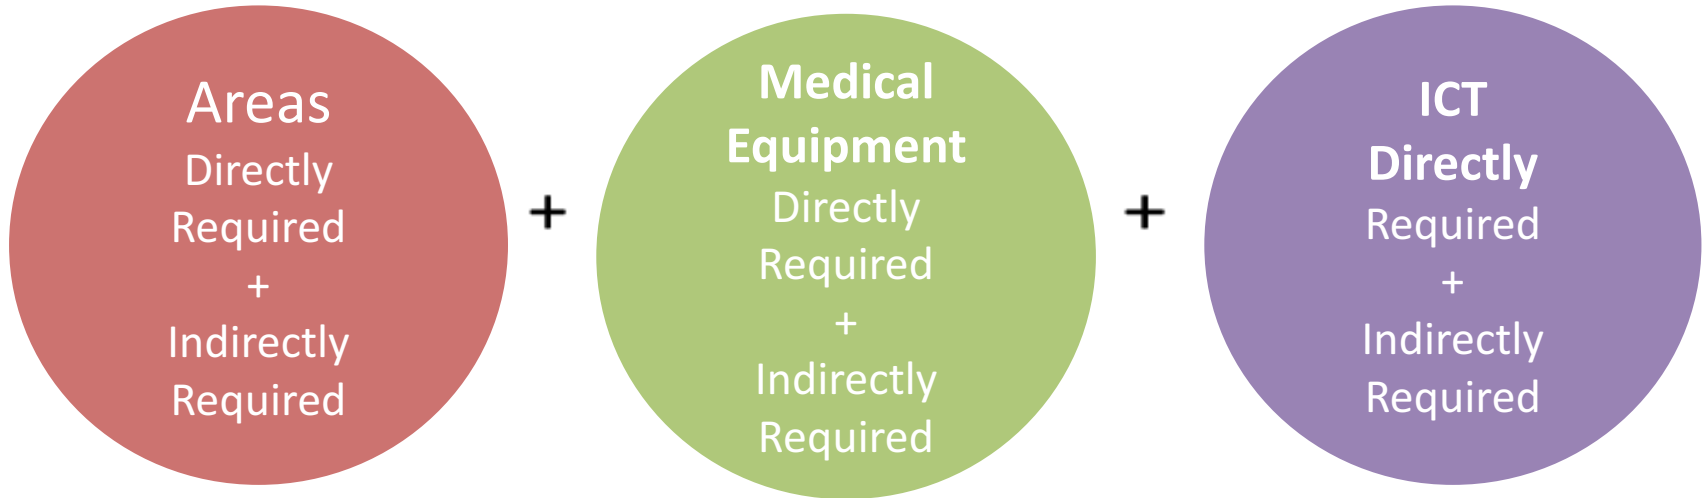 Areas
Directly
Required
+
Indirectly
Required
+
Medical
Equipment
Directly
Required
+
Indirectly
Required
+
ICT
Directly
Required
+
Indirectly
Required